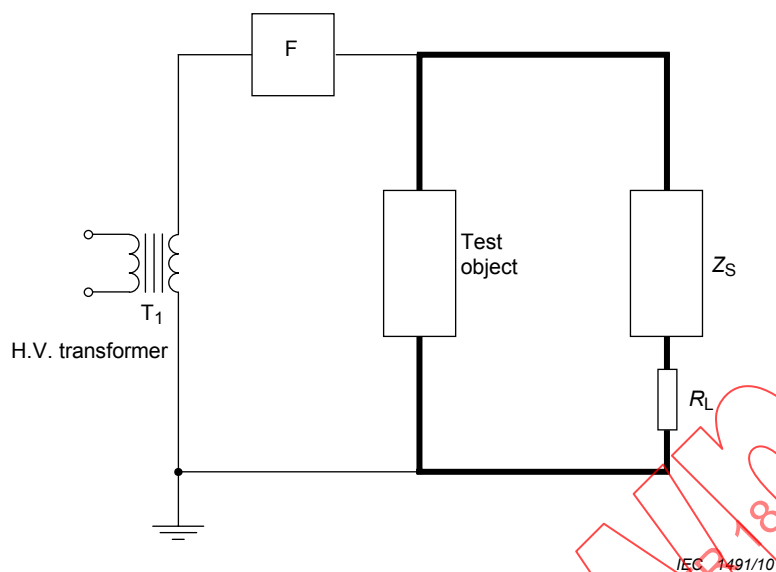 F
Test
object
Z_S
T_1
H.V. transformer
R_L
IEC 1491/10